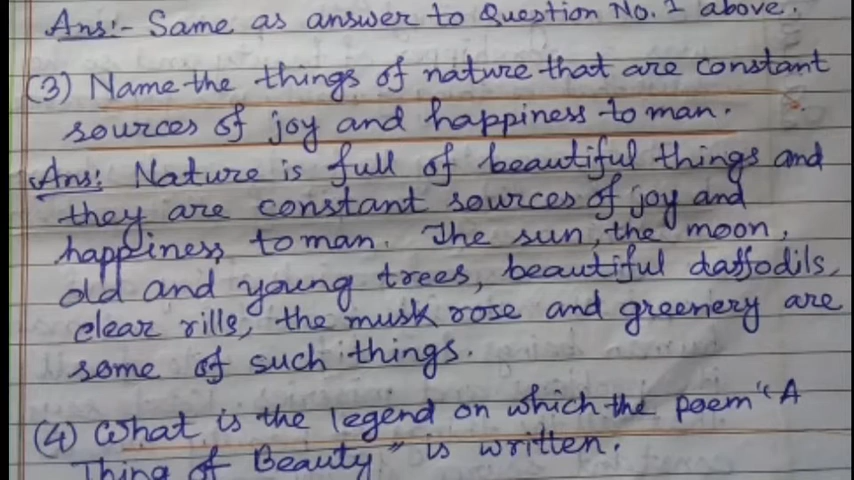 Ans:- Same as answer to Question No. 1 above.
(3) Name the things of nature that are constant
sources of joy and happiness to man.
Ans: Nature is full of beautiful things and
they are constant sources of joy and
happiness to man. The sun, the moon,
old and young trees, beautiful daffodils,
clear rills, the musk rose and greenery are
some of such things.
(4) What is the legend on which the poem "A
Thing of Beauty" is written.